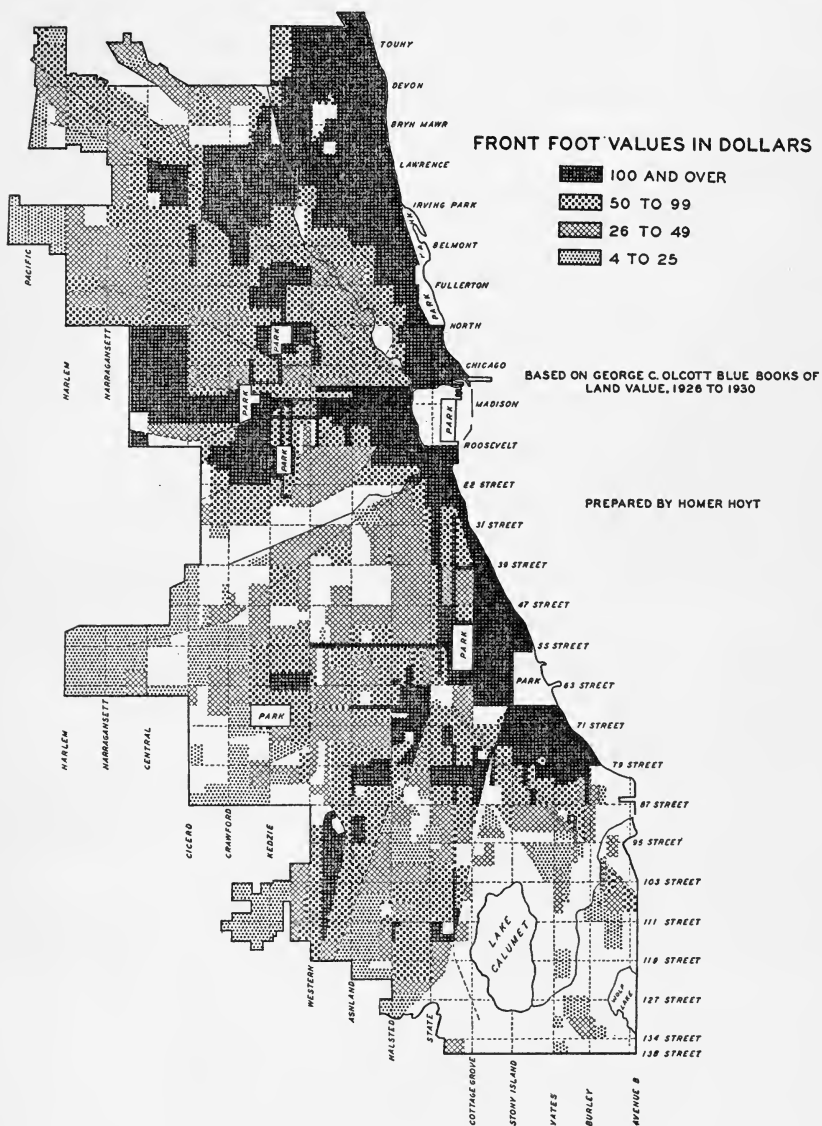 TOUHY
DEVON
BRYN MAWR
LAWRENCE
IRVING PARK
BELMONT
FULLERTON
NORTH
CHICAGO
MADISON
ROOSEVELT
22 STREET
31 STREET
39 STREET
47 STREET
55 STREET
63 STREET
71 STREET
79 STREET
87 STREET
95 STREET
103 STREET
111 STREET
119 STREET
127 STREET
134 STREET
138 STREET
FRONT FOOT VALUES IN DOLLARS
100 AND OVER
50 TO 99
26 TO 49
4 TO 25
BASED ON GEORGE C. OLCOTT BLUE BOOKS OF
LAND VALUE, 1926 TO 1930
PREPARED BY HOMER HOYT
PACIFIC
HARLEM
NARRAGANSETT
PARK
PARK
PARK
PARK
PARK
PARK
PARK
PARK
HARLEM
NARRAGANSETT
CENTRAL
CICERO
CRAWFORD
KEDZIE
WESTERN
ASHLAND
HALSTED
STATE
COTTAGE GROVE
STONY ISLAND
YATES
BURLEY
AVENUE B
LAKE
CALUMET
WOLF
LAKE